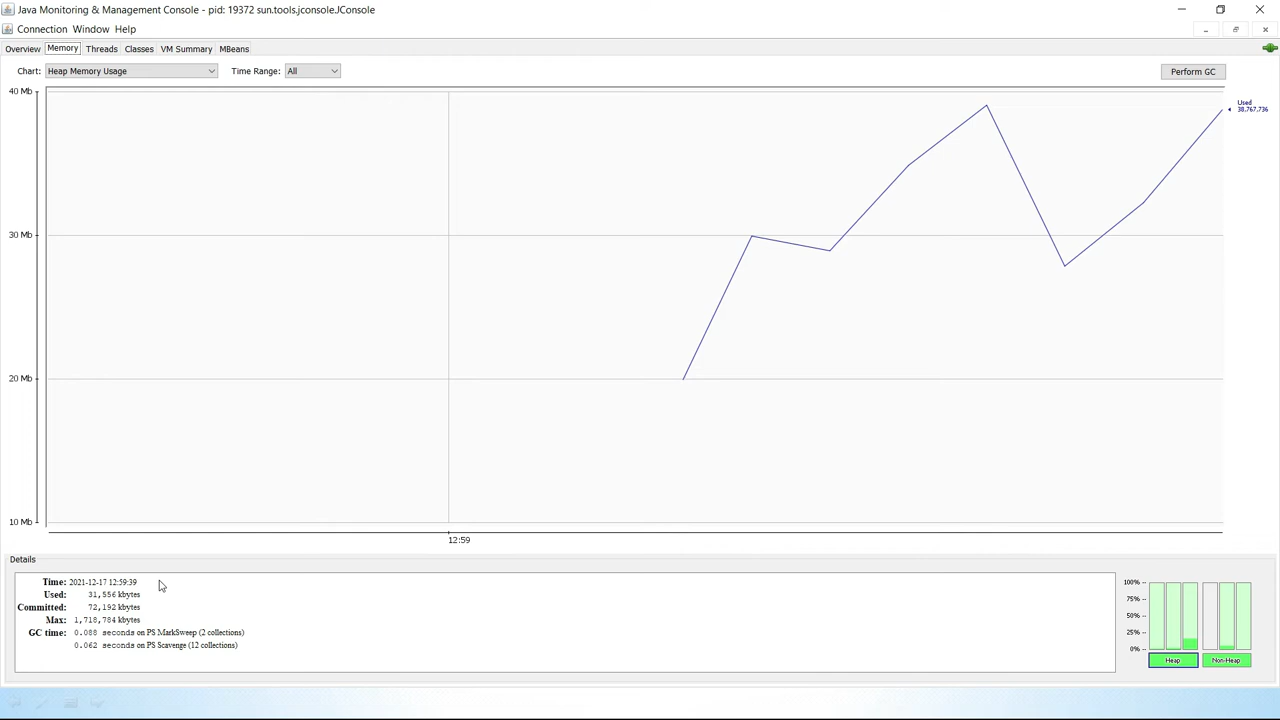 Java Monitoring & Management Console - pid: 19372 sun.tools.jconsole.JConsole
Connection Window Help
Overview Memory Threads Classes VM Summary MBeans
Chart: Heap Memory Usage Time Range: All Perform GC
40 Mb
Used
38,767,736
30 Mb
20 Mb
10 Mb
12:59
Details
Time: 2021-12-17 12:59:39
Used: 31,556 kbytes
Committed: 72,192 kbytes
Max: 1,718,784 kbytes
GC time: 0.088 seconds on PS MarkSweep (2 collections)
0.062 seconds on PS Scavenge (12 collections)
100%
75%
50%
25%
0%
Heap Non-Heap